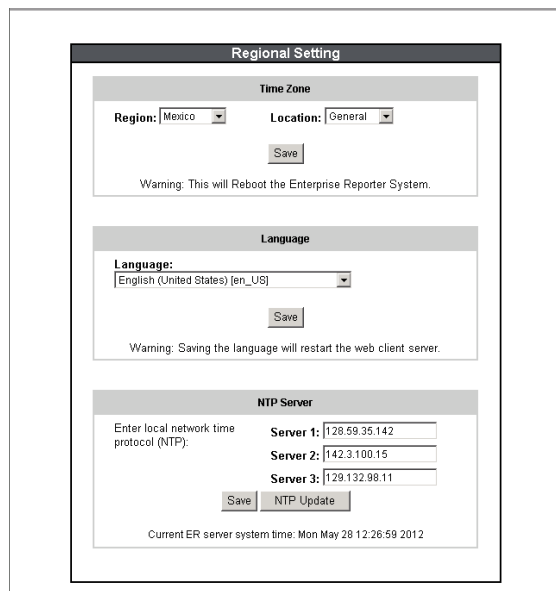 Regional Setting
Time Zone
Region: Mexico Location: General
Save
Warning: This will Reboot the Enterprise Reporter System.
Language
Language:
English (United States) [en_US]
Save
Warning: Saving the language will restart the web client server.
NTP Server
Enter local network time protocol (NTP):
Server 1: 128.59.35.142
Server 2: 142.3.100.15
Server 3: 129.132.98.11
Save NTP Update
Current ER server system time: Mon May 28 12:26:59 2012